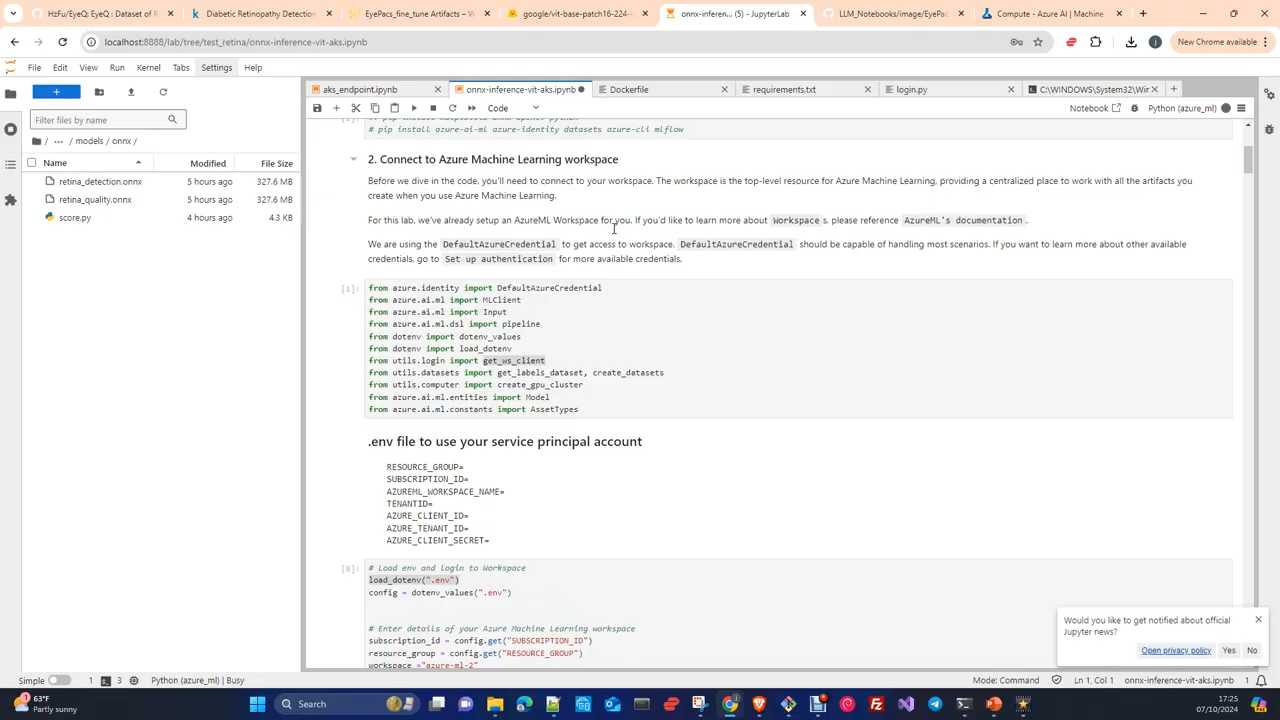 HzFu/EyeQ: EyeQ : Dataset of R
Diabetic Retinopathy Detection
EyePacs_fine_tune Artifacts – W
google/vit-base-patch16-224-i
onnx-inferen... (5) - JupyterLab
LLM_Notebooks/image/EyePac
Compute - Azure AI | Machine
localhost:8888/lab/tree/test_retina/onnx-inference-vit-aks.ipynb
New Chrome available
File Edit View Run Kernel Tabs Settings Help
aks_endpoint.ipynb
onnx-inference-vit-aks.ipynb
Dockerfile
requirements.txt
login.py
C:\WINDOWS\System32\Wir
Code
Notebook
Python (azure_ml)
Filter files by name
/ ... / models / onnx /
Name Modified File Size
retina_detection.onnx 5 hours ago 327.6 MB
retina_quality.onnx 5 hours ago 327.6 MB
score.py 4 hours ago 4.3 KB
# pip install azure-ai-ml azure-identity datasets azure-cli mlflow
2. Connect to Azure Machine Learning workspace
Before we dive in the code, you'll need to connect to your workspace. The workspace is the top-level resource for Azure Machine Learning, providing a centralized place to work with all the artifacts you
create when you use Azure Machine Learning.
For this lab, we've already setup an AzureML Workspace for you. If you'd like to learn more about Workspace s, please reference AzureML's documentation .
We are using the DefaultAzureCredential to get access to workspace. DefaultAzureCredential should be capable of handling most scenarios. If you want to learn more about other available
credentials, go to Set up authentication for more available credentials.
[1]:
from azure.identity import DefaultAzureCredential
from azure.ai.ml import MLClient
from azure.ai.ml import Input
from azure.ai.ml.dsl import pipeline
from dotenv import dotenv_values
from dotenv import load_dotenv
from utils.login import get_ws_client
from utils.datasets import get_labels_dataset, create_datasets
from utils.computer import create_gpu_cluster
from azure.ai.ml.entities import Model
from azure.ai.ml.constants import AssetTypes
.env file to use your service principal account
RESOURCE_GROUP=
SUBSCRIPTION_ID=
AZUREML_WORKSPACE_NAME=
TENANTID=
AZURE_CLIENT_ID=
AZURE_TENANT_ID=
AZURE_CLIENT_SECRET=
[8]:
# Load env and login to Workspace
load_dotenv(".env")
config = dotenv_values(".env")
# Enter details of your Azure Machine Learning workspace
subscription_id = config.get("SUBSCRIPTION_ID")
resource_group = config.get("RESOURCE_GROUP")
workspace ="azure-ml-2"
Would you like to get notified about official
Jupyter news?
Open privacy policy Yes No
Simple 1 3 Python (azure_ml) | Busy
Mode: Command Ln 1, Col 1 onnx-inference-vit-aks.ipynb 1
63°F
Partly sunny
Search
17:25
07/10/2024